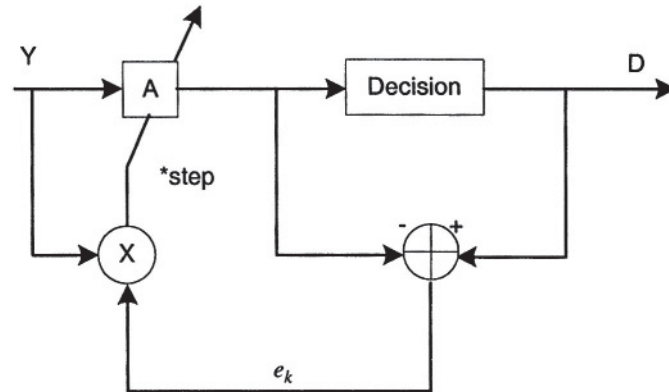 Y
A
Decision
D
*step
- +
X
e_k